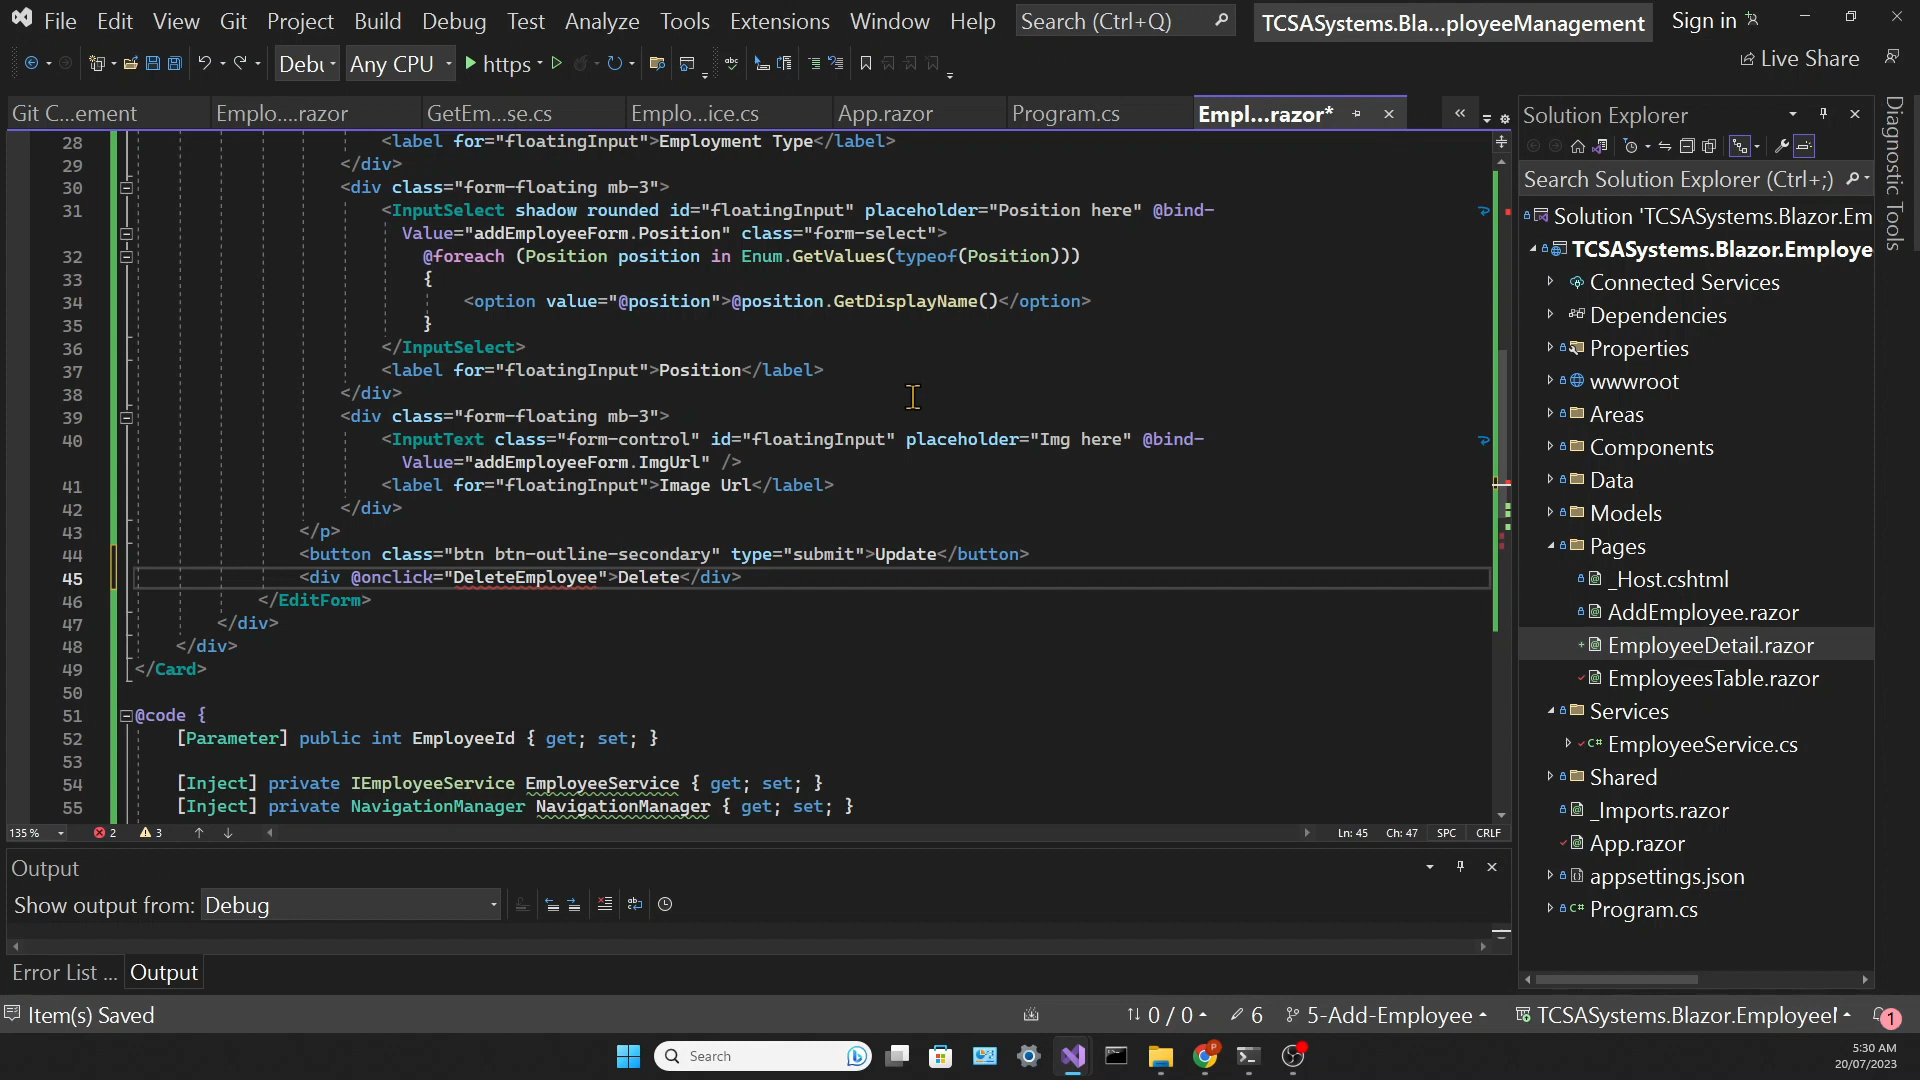 File Edit View Git Project Build Debug Test Analyze Tools Extensions Window Help Search (Ctrl+Q) TCSASystems.Bla...ployeeManagement Sign in
Debu Any CPU https Live Share
Git C...ement Emplo....razor GetEm...se.cs Emplo...ice.cs App.razor Program.cs Empl...razor*
28 <label for="floatingInput">Employment Type</label>
29 </div>
30 <div class="form-floating mb-3">
31 <InputSelect shadow rounded id="floatingInput" placeholder="Position here" @bind-
Value="addEmployeeForm.Position" class="form-select">
32 @foreach (Position position in Enum.GetValues(typeof(Position)))
33 {
34 <option value="@position">@position.GetDisplayName()</option>
35 }
36 </InputSelect>
37 <label for="floatingInput">Position</label>
38 </div>
39 <div class="form-floating mb-3">
40 <InputText class="form-control" id="floatingInput" placeholder="Img here" @bind-
Value="addEmployeeForm.ImgUrl" />
41 <label for="floatingInput">Image Url</label>
42 </div>
43 </p>
44 <button class="btn btn-outline-secondary" type="submit">Update</button>
45 <div @onclick="DeleteEmployee">Delete</div>
46 </EditForm>
47 </div>
48 </div>
49 </Card>
50
51 @code {
52 [Parameter] public int EmployeeId { get; set; }
53
54 [Inject] private IEmployeeService EmployeeService { get; set; }
55 [Inject] private NavigationManager NavigationManager { get; set; }
135 % 2 3 Ln: 45 Ch: 47 SPC CRLF
Output
Show output from: Debug
Error List ... Output
Solution Explorer
Search Solution Explorer (Ctrl+;)
Solution 'TCSASystems.Blazor.Em
TCSASystems.Blazor.Employe
Connected Services
Dependencies
Properties
wwwroot
Areas
Components
Data
Models
Pages
_Host.cshtml
AddEmployee.razor
EmployeeDetail.razor
EmployeesTable.razor
Services
C# EmployeeService.cs
Shared
_Imports.razor
App.razor
appsettings.json
C# Program.cs
Diagnostic Tools
Item(s) Saved 0 / 0 6 5-Add-Employee TCSASystems.Blazor.Employeel 1
Search
5:30 AM
20/07/2023